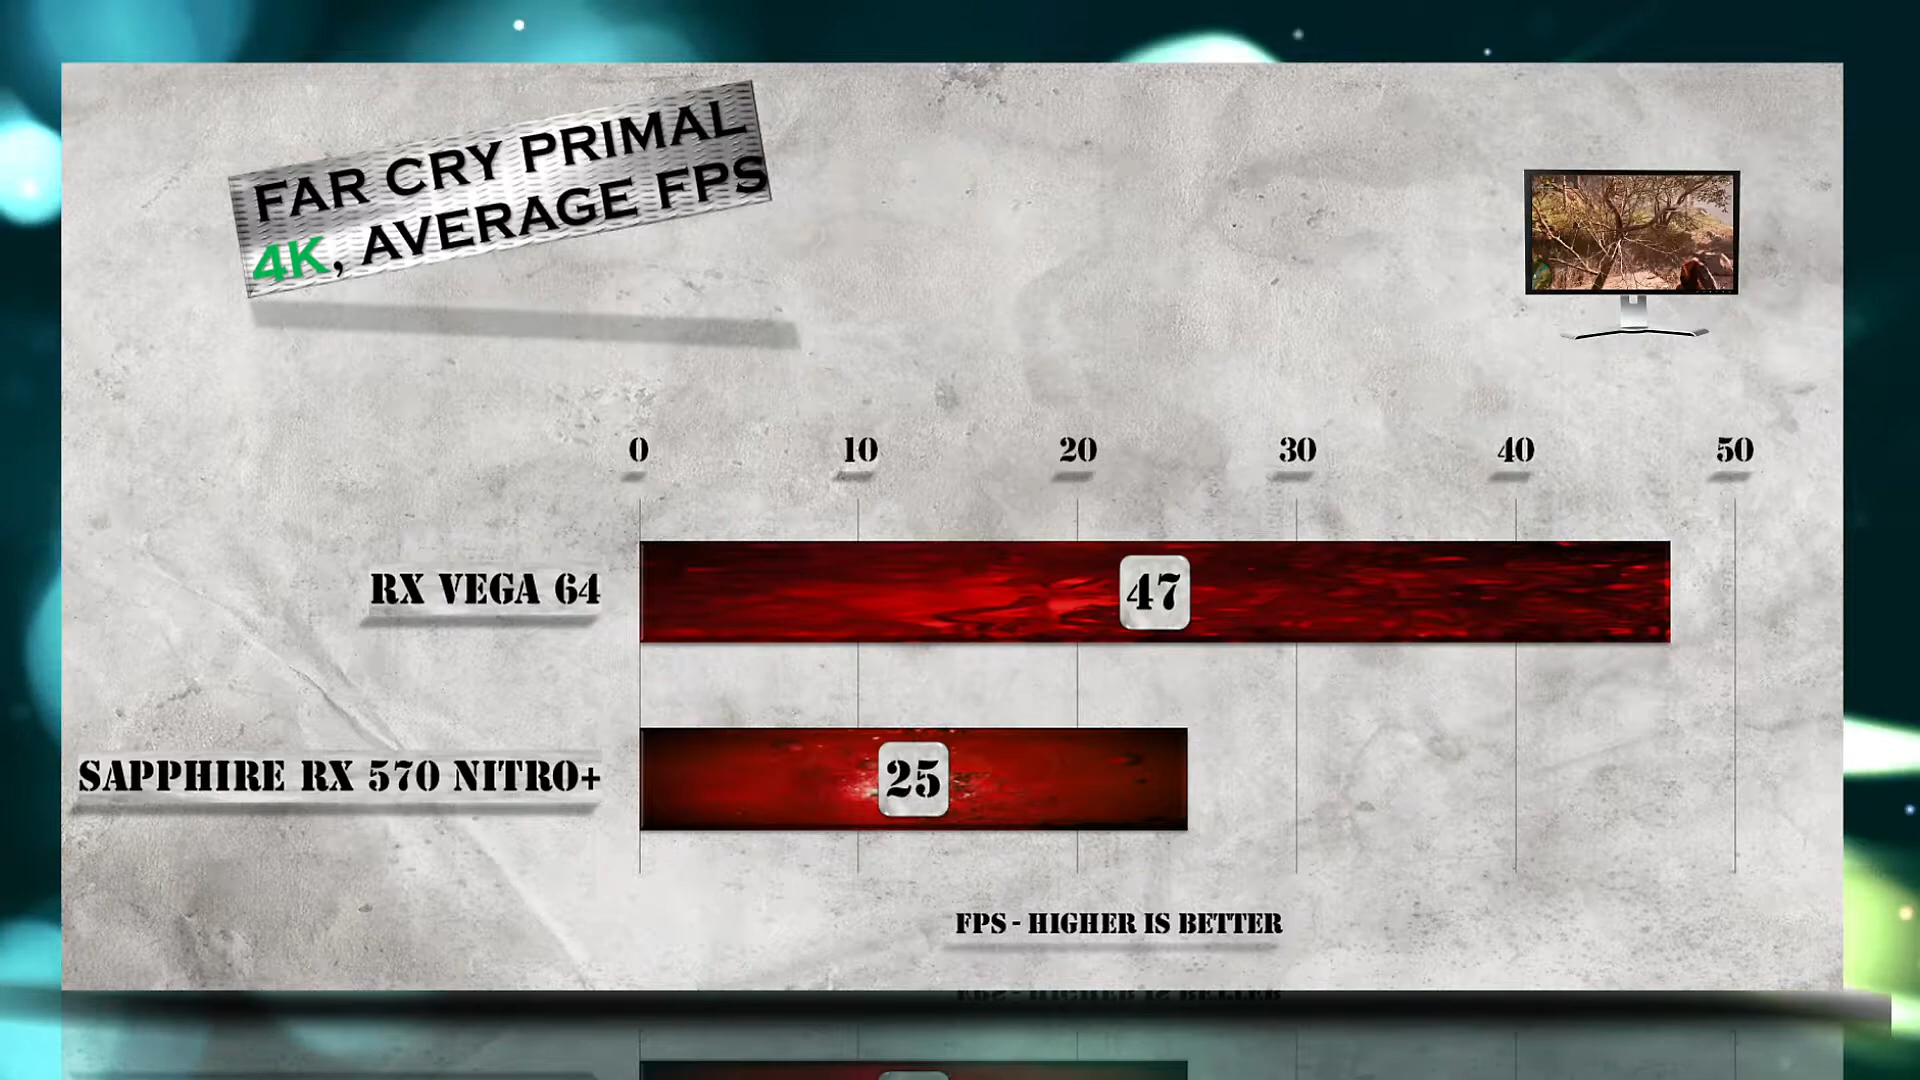 FAR CRY PRIMAL
4K, AVERAGE FPS
0 10 20 30 40 50
RX VEGA 64 47
SAPPHIRE RX 570 NITRO+ 25
FPS - HIGHER IS BETTER